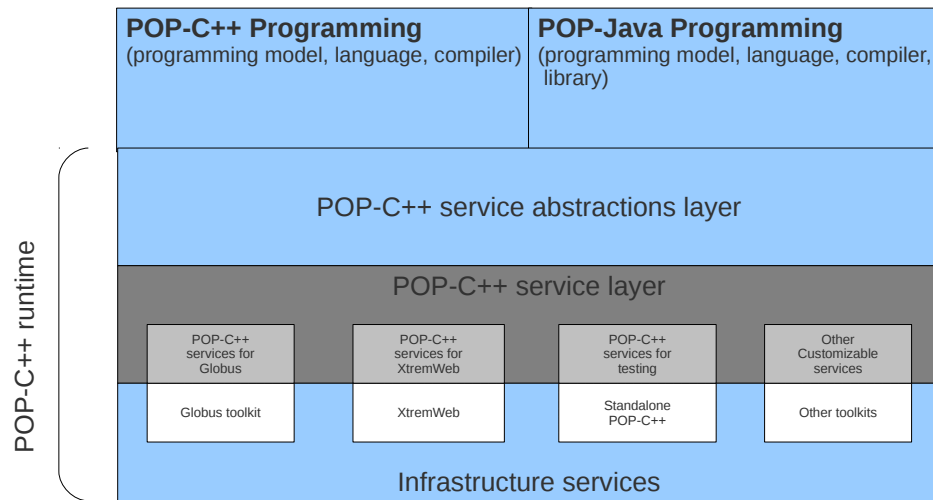 POP-C++ Programming
(programming model, language, compiler)
POP-Java Programming
(programming model, language, compiler,
library)
POP-C++ runtime
POP-C++ service abstractions layer
POP-C++ service layer
POP-C++
services for
Globus
POP-C++
services for
XtremWeb
POP-C++
services for
testing
Other
Customizable
services
Globus toolkit
XtremWeb
Standalone
POP-C++
Other toolkits
Infrastructure services